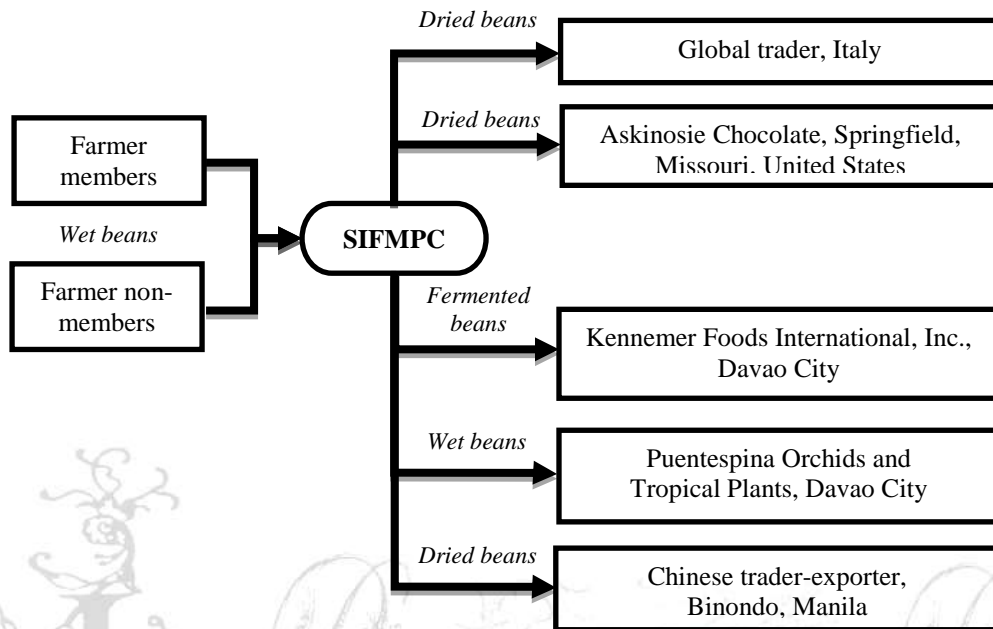 Dried beans
Global trader, Italy
Dried beans
Askinosie Chocolate, Springfield,
Missouri, United States
Farmer
members
Wet beans
SIFMPC
Farmer non-
members
Fermented
beans
Kennemer Foods International, Inc.,
Davao City
Wet beans
Puentespina Orchids and
Tropical Plants, Davao City
Dried beans
Chinese trader-exporter,
Binondo, Manila